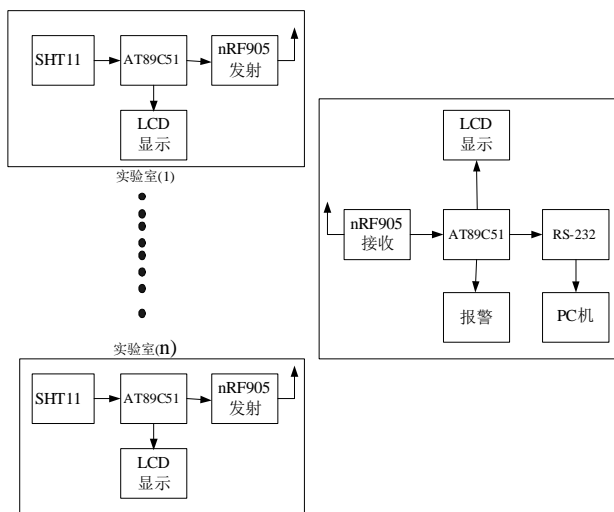 SHT11
AT89C51
nRF905
发射
LCD
显示
实验室(1)
LCD
显示
nRF905
接收
AT89C51
RS-232
报警
PC机
实验室(n)
SHT11
AT89C51
nRF905
发射
LCD
显示